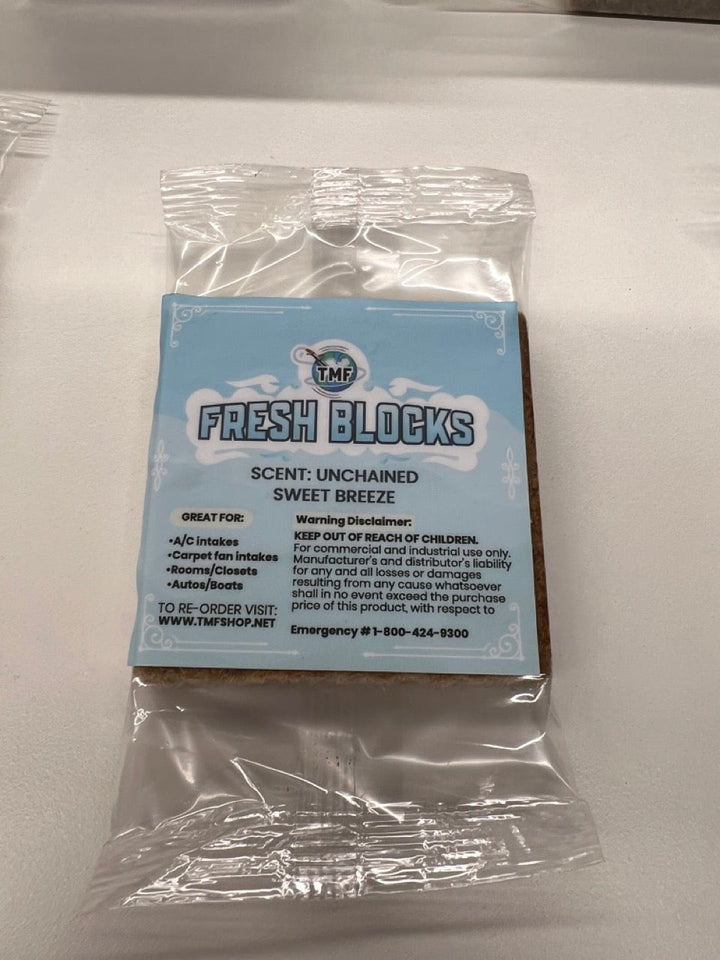 TMF
FRESH BLOCKS
SCENT: UNCHAINED
SWEET BREEZE
GREAT FOR:
•A/C intakes
•Carpet fan intakes
•Rooms/Closets
•Autos/Boats
TO RE-ORDER VISIT:
WWW.TMFSHOP.NET
Warning Disclaimer:
KEEP OUT OF REACH OF CHILDREN.
For commercial and industrial use only.
Manufacturer's and distributor's liability
for any and all losses or damages
resulting from any cause whatsoever
shall in no event exceed the purchase
price of this product, with respect to
Emergency # 1-800-424-9300